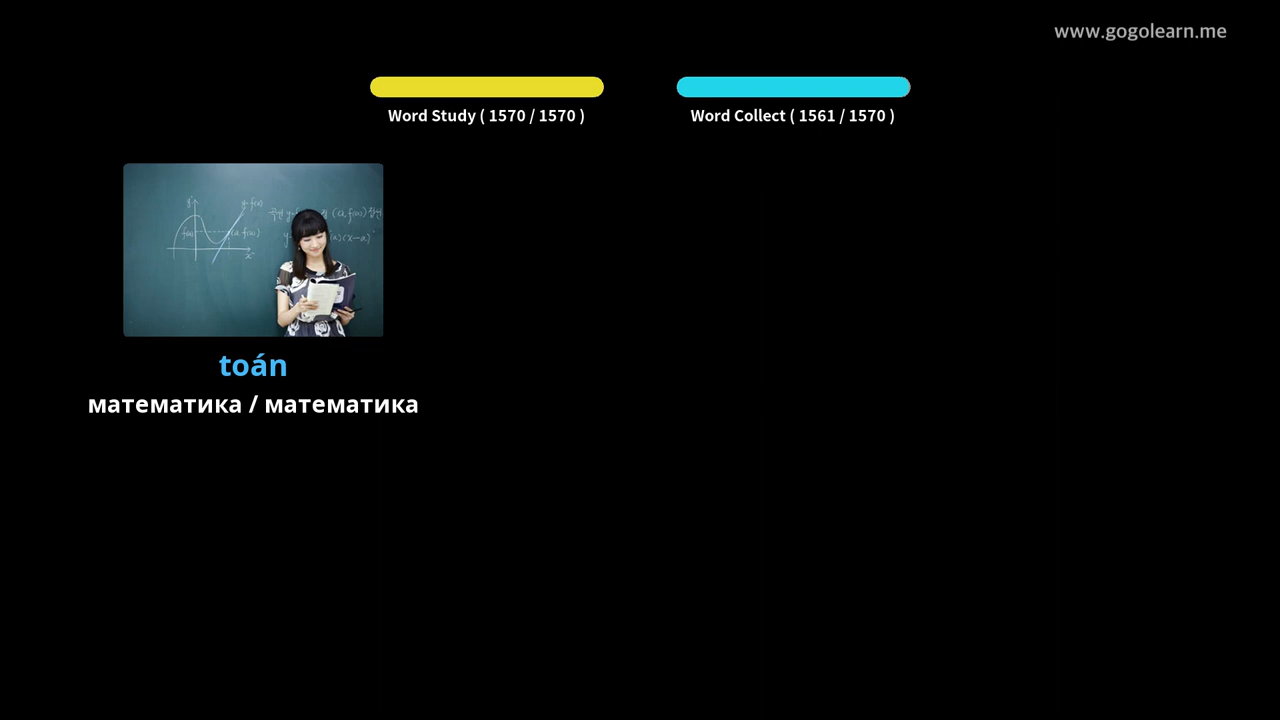 www.gogolearn.me
Word Study ( 1570 / 1570 )
Word Collect ( 1561 / 1570 )
y=f(x)
f(a)
(a, f(a))
x
toán
математика / математика